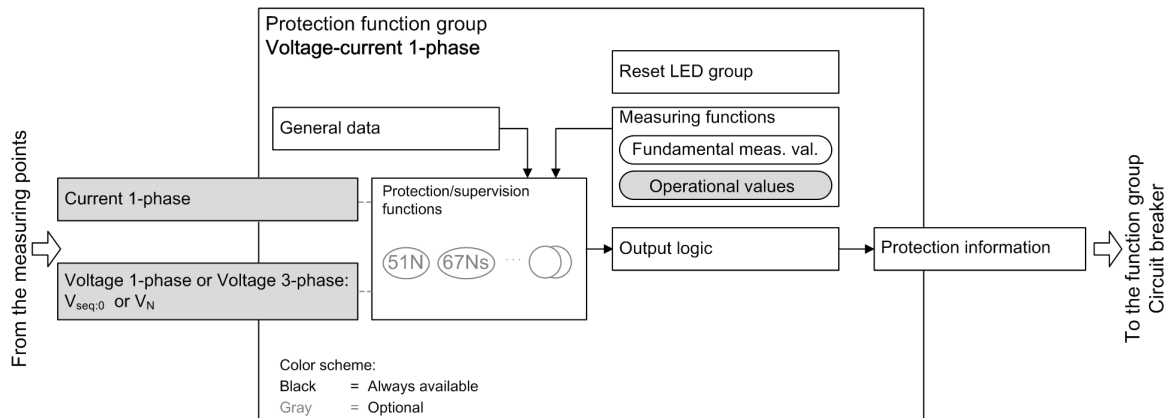 Protection function group
Voltage-current 1-phase
Reset LED group
General data
Measuring functions
Fundamental meas. val.
Operational values
From the measuring points
Current 1-phase
Protection/supervision
functions
51N 67Ns ...
Voltage 1-phase or Voltage 3-phase:
Vseq:0 or VN
Output logic
Protection information
To the function group
Circuit breaker
Color scheme:
Black = Always available
Gray = Optional